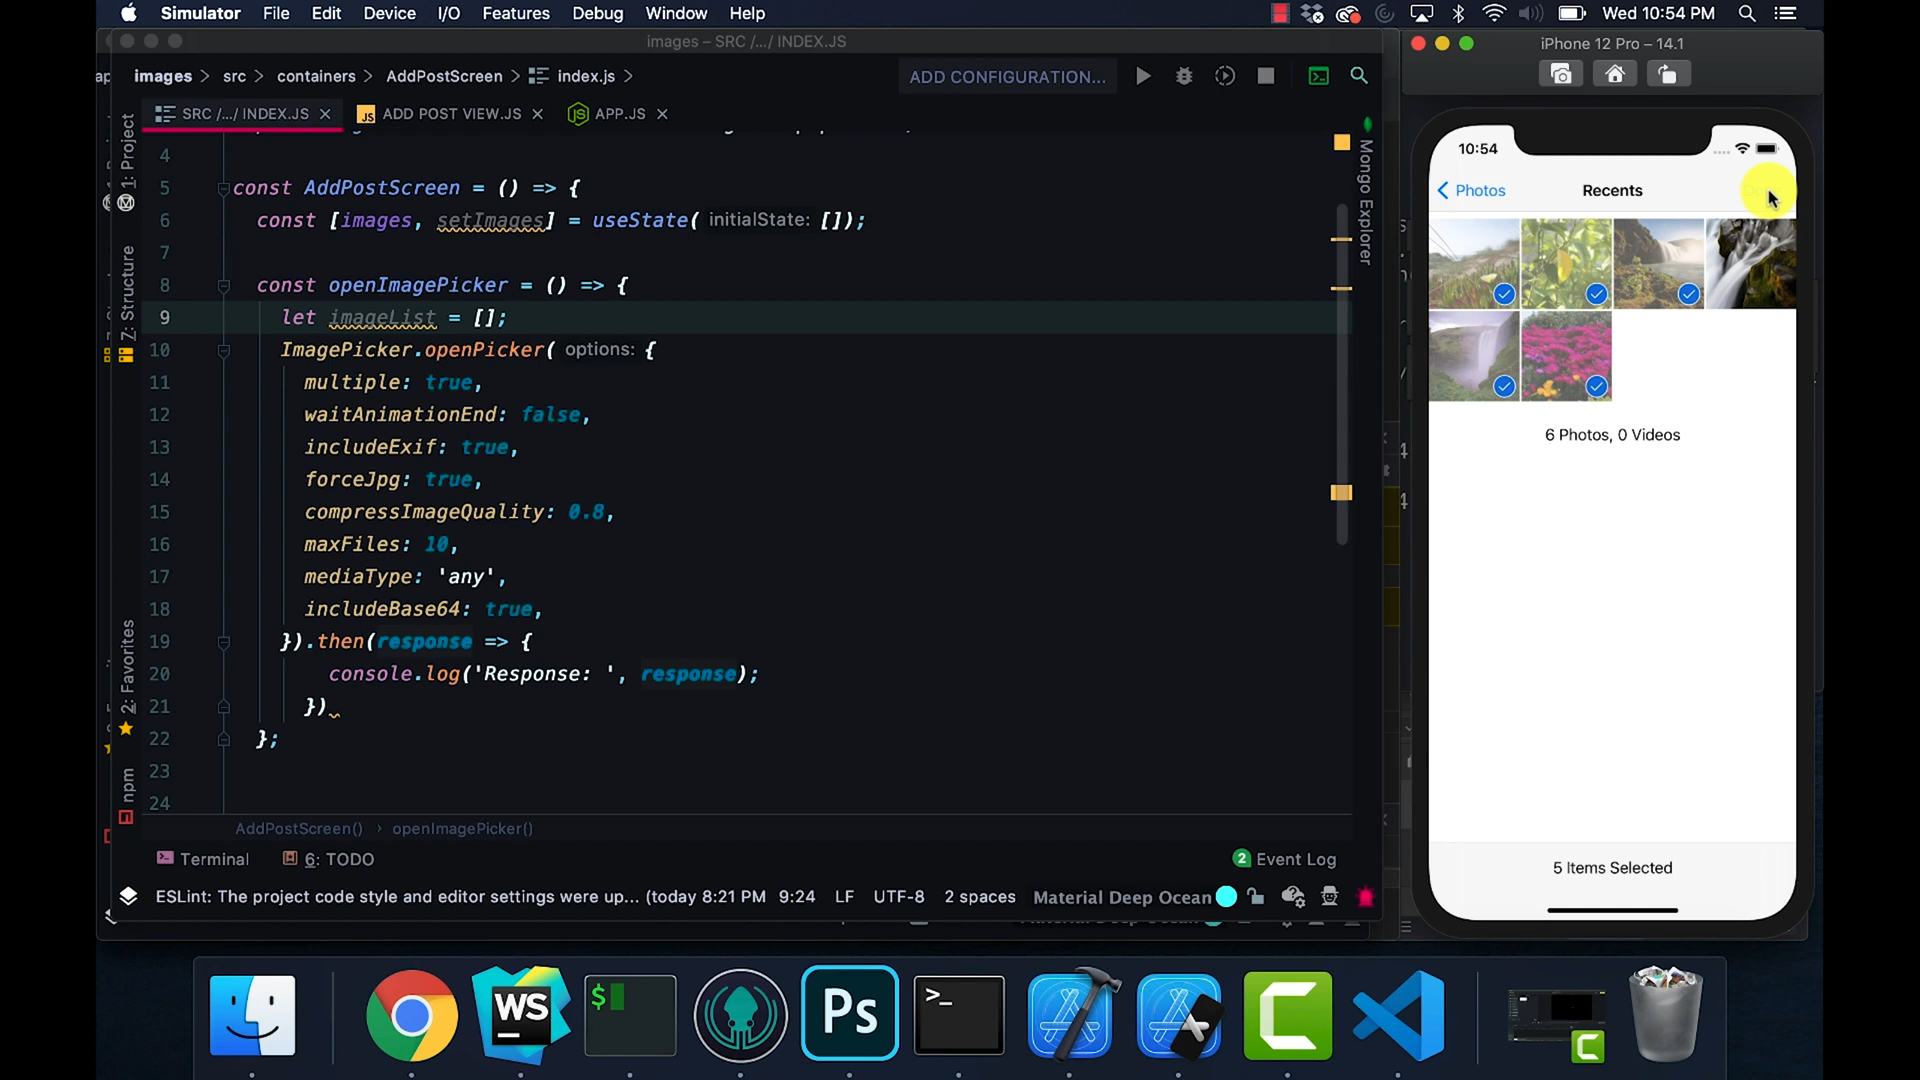 Simulator File Edit Device I/O Features Debug Window Help
Wed 10:54 PM
images – SRC /.../ INDEX.JS
images > src > containers > AddPostScreen > index.js >
ADD CONFIGURATION...
SRC /.../ INDEX.JS
ADD POST VIEW.JS
APP.JS
1: Project
7: Structure
2: Favorites
npm
Mongo Explorer
4
5 const AddPostScreen = () => {
6 const [images, setImages] = useState( initialState: []);
7
8 const openImagePicker = () => {
9 let imageList = [];
10 ImagePicker.openPicker( options: {
11 multiple: true,
12 waitAnimationEnd: false,
13 includeExif: true,
14 forceJpg: true,
15 compressImageQuality: 0.8,
16 maxFiles: 10,
17 mediaType: 'any',
18 includeBase64: true,
19 }).then(response => {
20 console.log('Response: ', response);
21 })
22 };
23
24
AddPostScreen() › openImagePicker()
Terminal
6: TODO
2 Event Log
ESLint: The project code style and editor settings were up... (today 8:21 PM 9:24 LF UTF-8 2 spaces Material Deep Ocean
iPhone 12 Pro – 14.1
10:54
Photos
Recents
6 Photos, 0 Videos
5 Items Selected
WS
$
Ps
>_
C
C